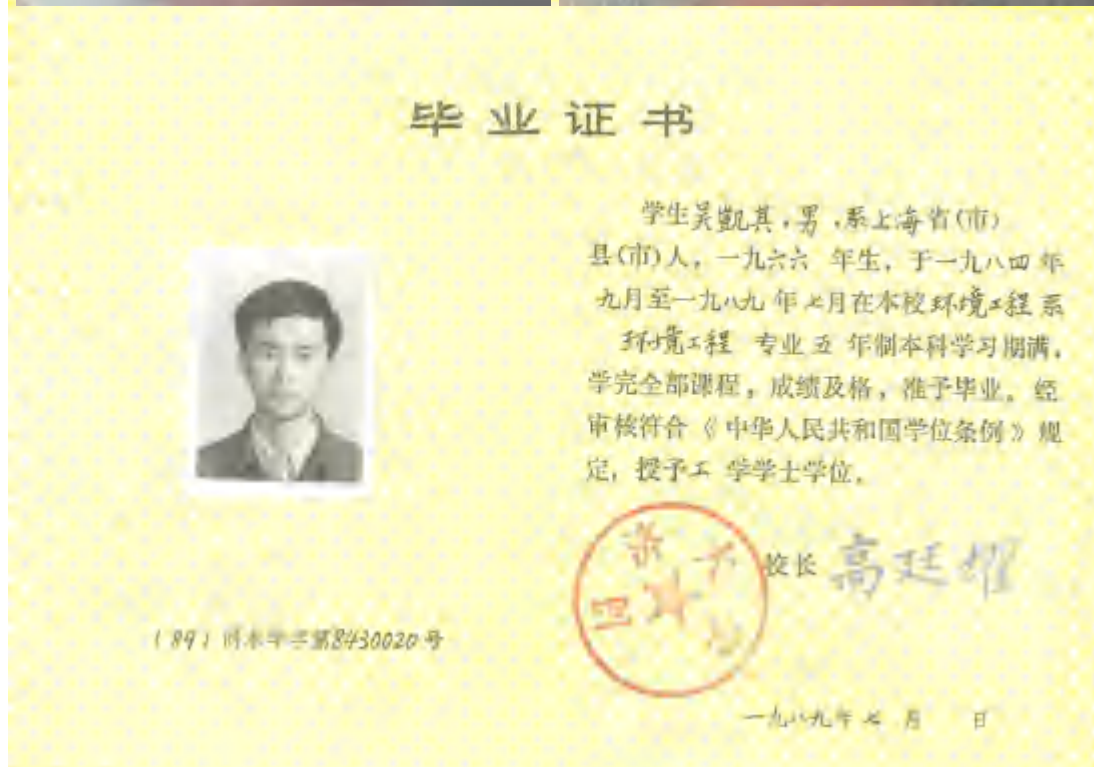 毕业证书
学生吴凯其，男，系上海省(市)
县(市)人，一九六六 年生，于一九八四年
九月至一九八九年七月在本校环境工程系
环境工程 专业 五 年制本科学习期满，
学完全部课程，成绩及格，准予毕业。经
审核符合《中华人民共和国学位条例》规
定，授予工 学学士学位。
校长 高廷耀
同济大学
(89)同本毕字第8430020号
一九八九年七月 日